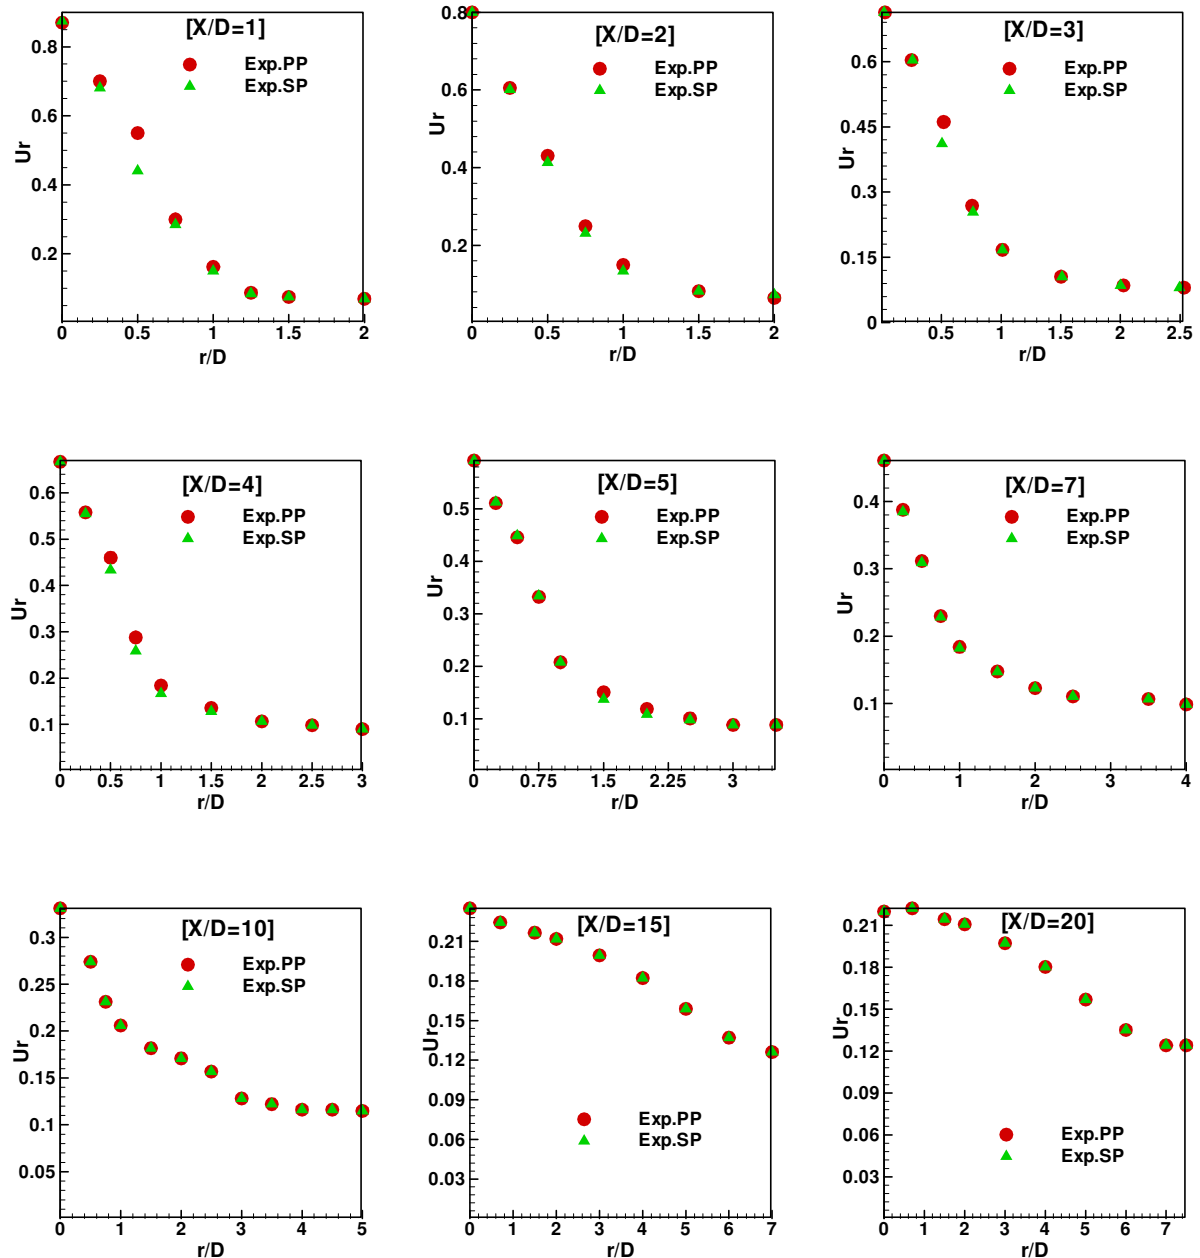 [X/D=1]
Exp.PP
Exp.SP
Ur
0.8
0.6
0.4
0.2
0 0.5 1 1.5 2
r/D
[X/D=2]
Exp.PP
Exp.SP
Ur
0.8
0.6
0.4
0.2
0 0.5 1 1.5 2
r/D
[X/D=3]
Exp.PP
Exp.SP
Ur
0.6
0.45
0.3
0.15
0
0.5 1 1.5 2 2.5
r/D
[X/D=4]
Exp.PP
Exp.SP
Ur
0.6
0.5
0.4
0.3
0.2
0.1
0 0.5 1 1.5 2 2.5 3
r/D
[X/D=5]
Exp.PP
Exp.SP
Ur
0.5
0.4
0.3
0.2
0.1
0 0.75 1.5 2.25 3
r/D
[X/D=7]
Exp.PP
Exp.SP
Ur
0.4
0.3
0.2
0.1
0 1 2 3 4
r/D
[X/D=10]
Exp.PP
Exp.SP
Ur
0.3
0.25
0.2
0.15
0.1
0.05
0 1 2 3 4 5
r/D
[X/D=15]
Exp.PP
Exp.SP
Ur
0.21
0.18
0.15
0.12
0.09
0.06
0.03
0 1 2 3 4 5 6 7
r/D
[X/D=20]
Exp.PP
Exp.SP
Ur
0.21
0.18
0.15
0.12
0.09
0.06
0.03
0 1 2 3 4 5 6 7
r/D